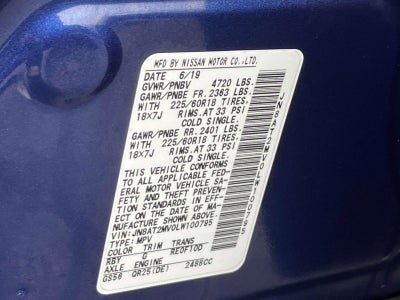 MFD BY NISSAN MOTOR CO.,LTD.
DATE 6/19
GVWR/PNBV 4720 LBS.
GAWR/PNBE FR. 2363 LBS.
WITH 225/60R18 TIRES.
18X7J RIMS.AT 33 PSI
COLD SINGLE.
GAWR/PNBE RR. 2401 LBS.
WITH 225/60R18 TIRES.
18X7J RIMS.AT 33 PSI
COLD SINGLE.
THIS VEHICLE CONFORMS
TO ALL APPLICABLE FED-
ERAL MOTOR VEHICLE SA-
FETY AND THEFT PREVEN-
TION STANDARDS IN EFF-
ECT ON THE DATE OF MA-
NUFACTURE SHOWN ABOVE.
VIN: JN8AT2MV0LW100795
TYPE: MPV
COLOR TRIM TRANS
RBY G RE0F10D
AXLE ENGINE
GS56 QR25(DE) 2488CC
JN8AT2MV0LW100795